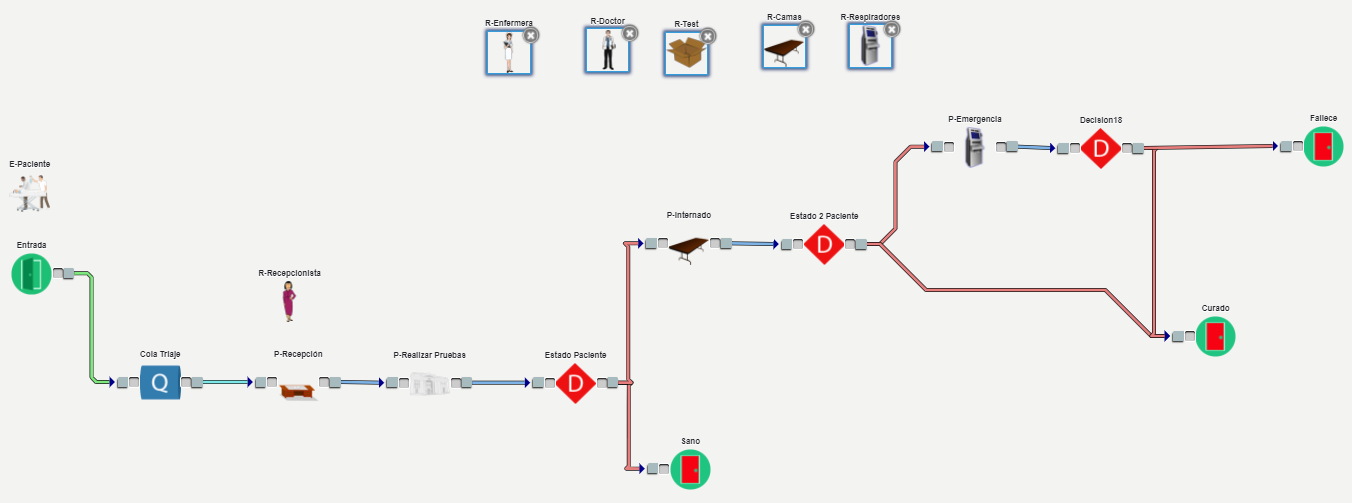 R-Enfermera
R-Doctor
R-Test
R-Camas
R-Respiradores
P-Emergencia
Decision18
D
Fallece
E-Paciente
P-Internado
Estado 2 Paciente
D
Entrada
R-Recepcionista
Curado
Cola Triaje
Q
P-Recepción
P-Realizar Pruebas
Estado Paciente
D
Sano